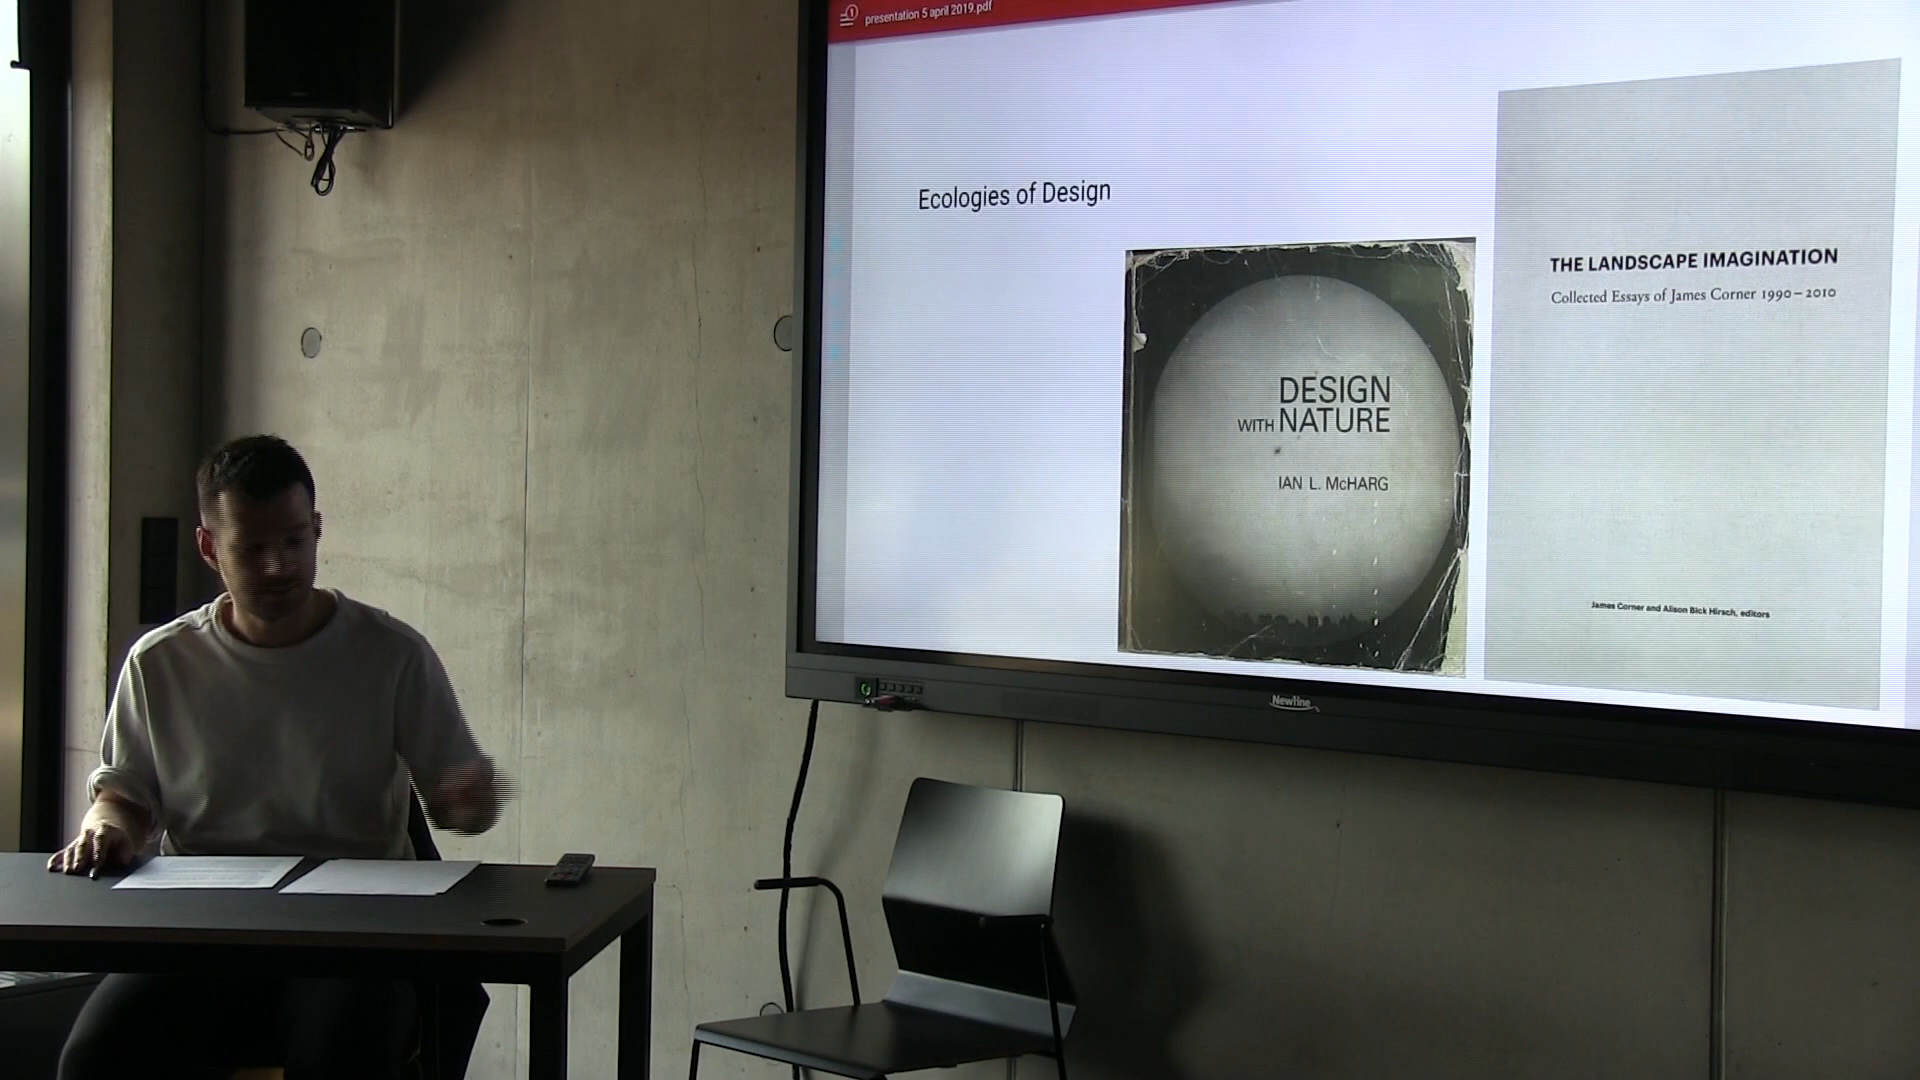 presentation 5 april 2019.pdf
Ecologies of Design
DESIGN
WITH NATURE
IAN L. McHARG
THE LANDSCAPE IMAGINATION
Collected Essays of James Corner 1990–2010
James Corner and Alison Bick Hirsch, editors
Newline